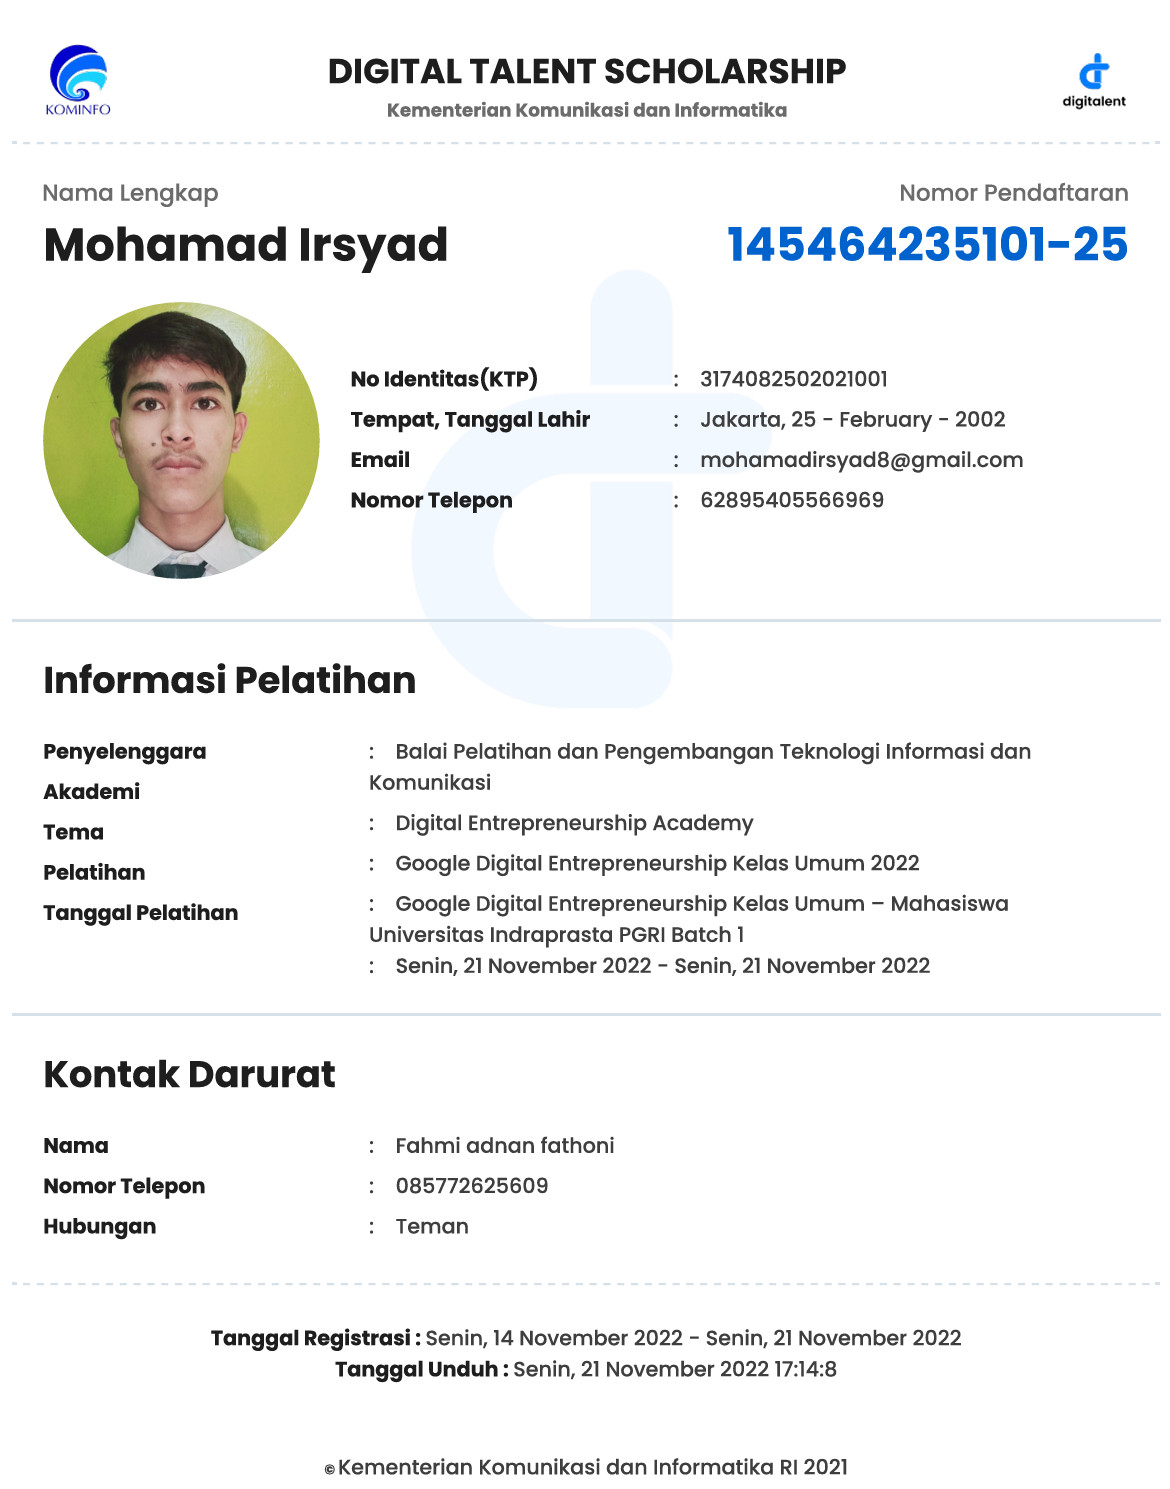 KOMINFO
DIGITAL TALENT SCHOLARSHIP
Kementerian Komunikasi dan Informatika
digitalent
Nama Lengkap
Nomor Pendaftaran
Mohamad Irsyad
145464235101-25
No Identitas(KTP) : 3174082502021001
Tempat, Tanggal Lahir : Jakarta, 25 - February - 2002
Email : mohamadirsyad8@gmail.com
Nomor Telepon : 62895405566969
Informasi Pelatihan
Penyelenggara
Akademi
Tema
Pelatihan
Tanggal Pelatihan
: Balai Pelatihan dan Pengembangan Teknologi Informasi dan
Komunikasi
: Digital Entrepreneurship Academy
: Google Digital Entrepreneurship Kelas Umum 2022
: Google Digital Entrepreneurship Kelas Umum – Mahasiswa
Universitas Indraprasta PGRI Batch 1
: Senin, 21 November 2022 - Senin, 21 November 2022
Kontak Darurat
Nama : Fahmi adnan fathoni
Nomor Telepon : 085772625609
Hubungan : Teman
Tanggal Registrasi : Senin, 14 November 2022 - Senin, 21 November 2022
Tanggal Unduh : Senin, 21 November 2022 17:14:8
© Kementerian Komunikasi dan Informatika RI 2021